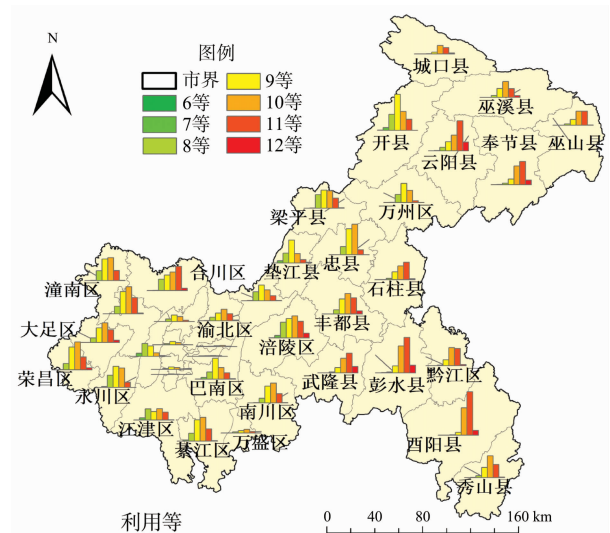 N
图例
市界
9等
6等
10等
7等
11等
8等
12等
城口县
巫溪县
开县
云阳县
奉节县
巫山县
万州区
梁平县
忠县
垫江县
石柱县
合川区
潼南区
渝北区
丰都县
大足区
涪陵区
荣昌区
永川区
巴南区
武隆县
彭水县
黔江区
南川区
江津区
綦江区
万盛区
酉阳县
秀山县
利用等
0 40 80 160 km